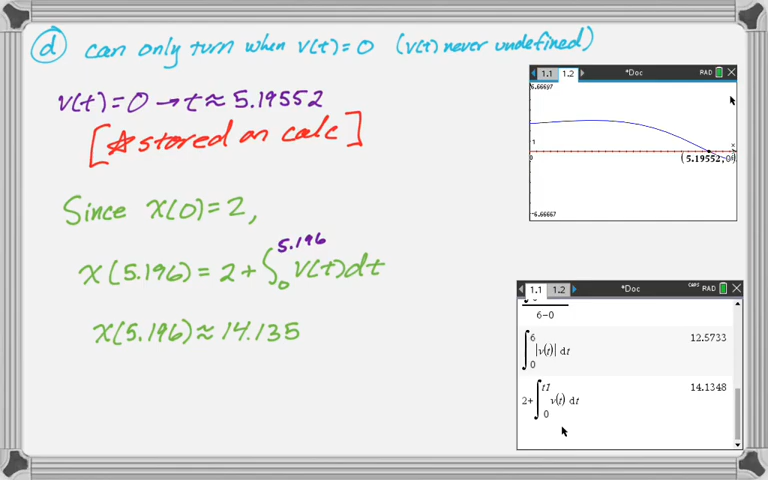 (d) can only turn when v(t) = 0 (v(t) never undefined)
v(t) = 0 → t ≈ 5.19552
[*stored on calc]
Since x(0) = 2,
x(5.196) = 2 + ∫₀^5.196 v(t)dt
x(5.196) ≈ 14.135
1.1 1.2 *Doc RAD
6.66697
1
x
0
(5.19552,0)
-6.66667
1.1 1.2 *Doc CAPS RAD
6-0
∫₀^6 |v(t)| dt 12.5733
2+∫₀^t1 v(t) dt 14.1348